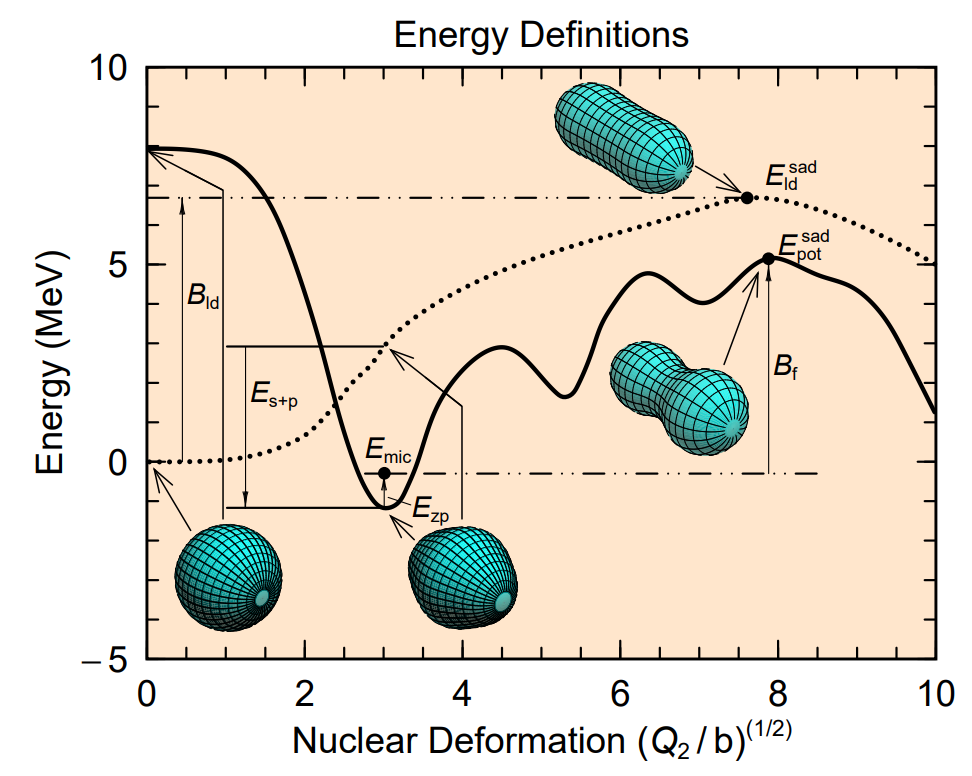 Energy Definitions
Energy (MeV)
10
5
0
−5
0 2 4 6 8 10
Nuclear Deformation (Q₂ / b)^(1/2)
E_ld^sad
E_pot^sad
B_ld
E_s+p
E_mic
E_zp
B_f